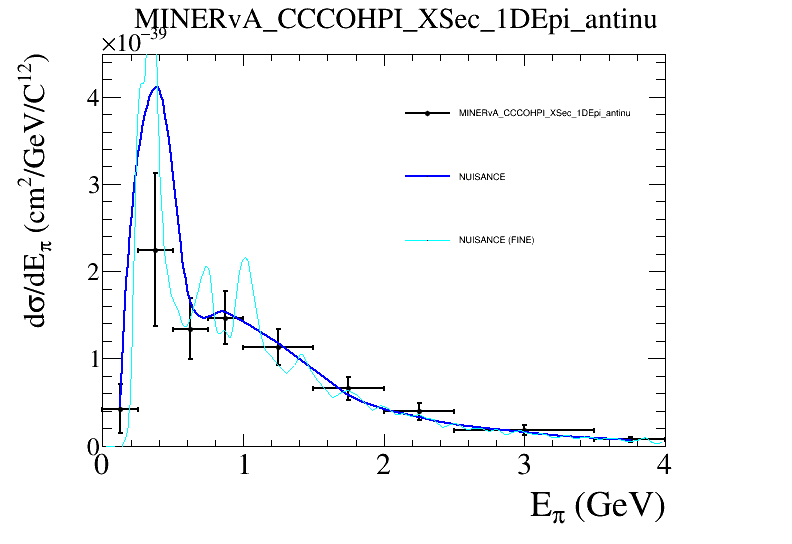 MINERvA_CCCOHPI_XSec_1DEpi_antinu
×10⁻³⁹
dσ/dE_π (cm²/GeV/C¹²)
4
3
2
1
0
MINERvA_CCCOHPI_XSec_1DEpi_antinu
NUISANCE
NUISANCE (FINE)
0 1 2 3 4
E_π (GeV)